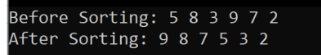 Before Sorting: 5 8 3 9 7 2
After Sorting: 9 8 7 5 3 2